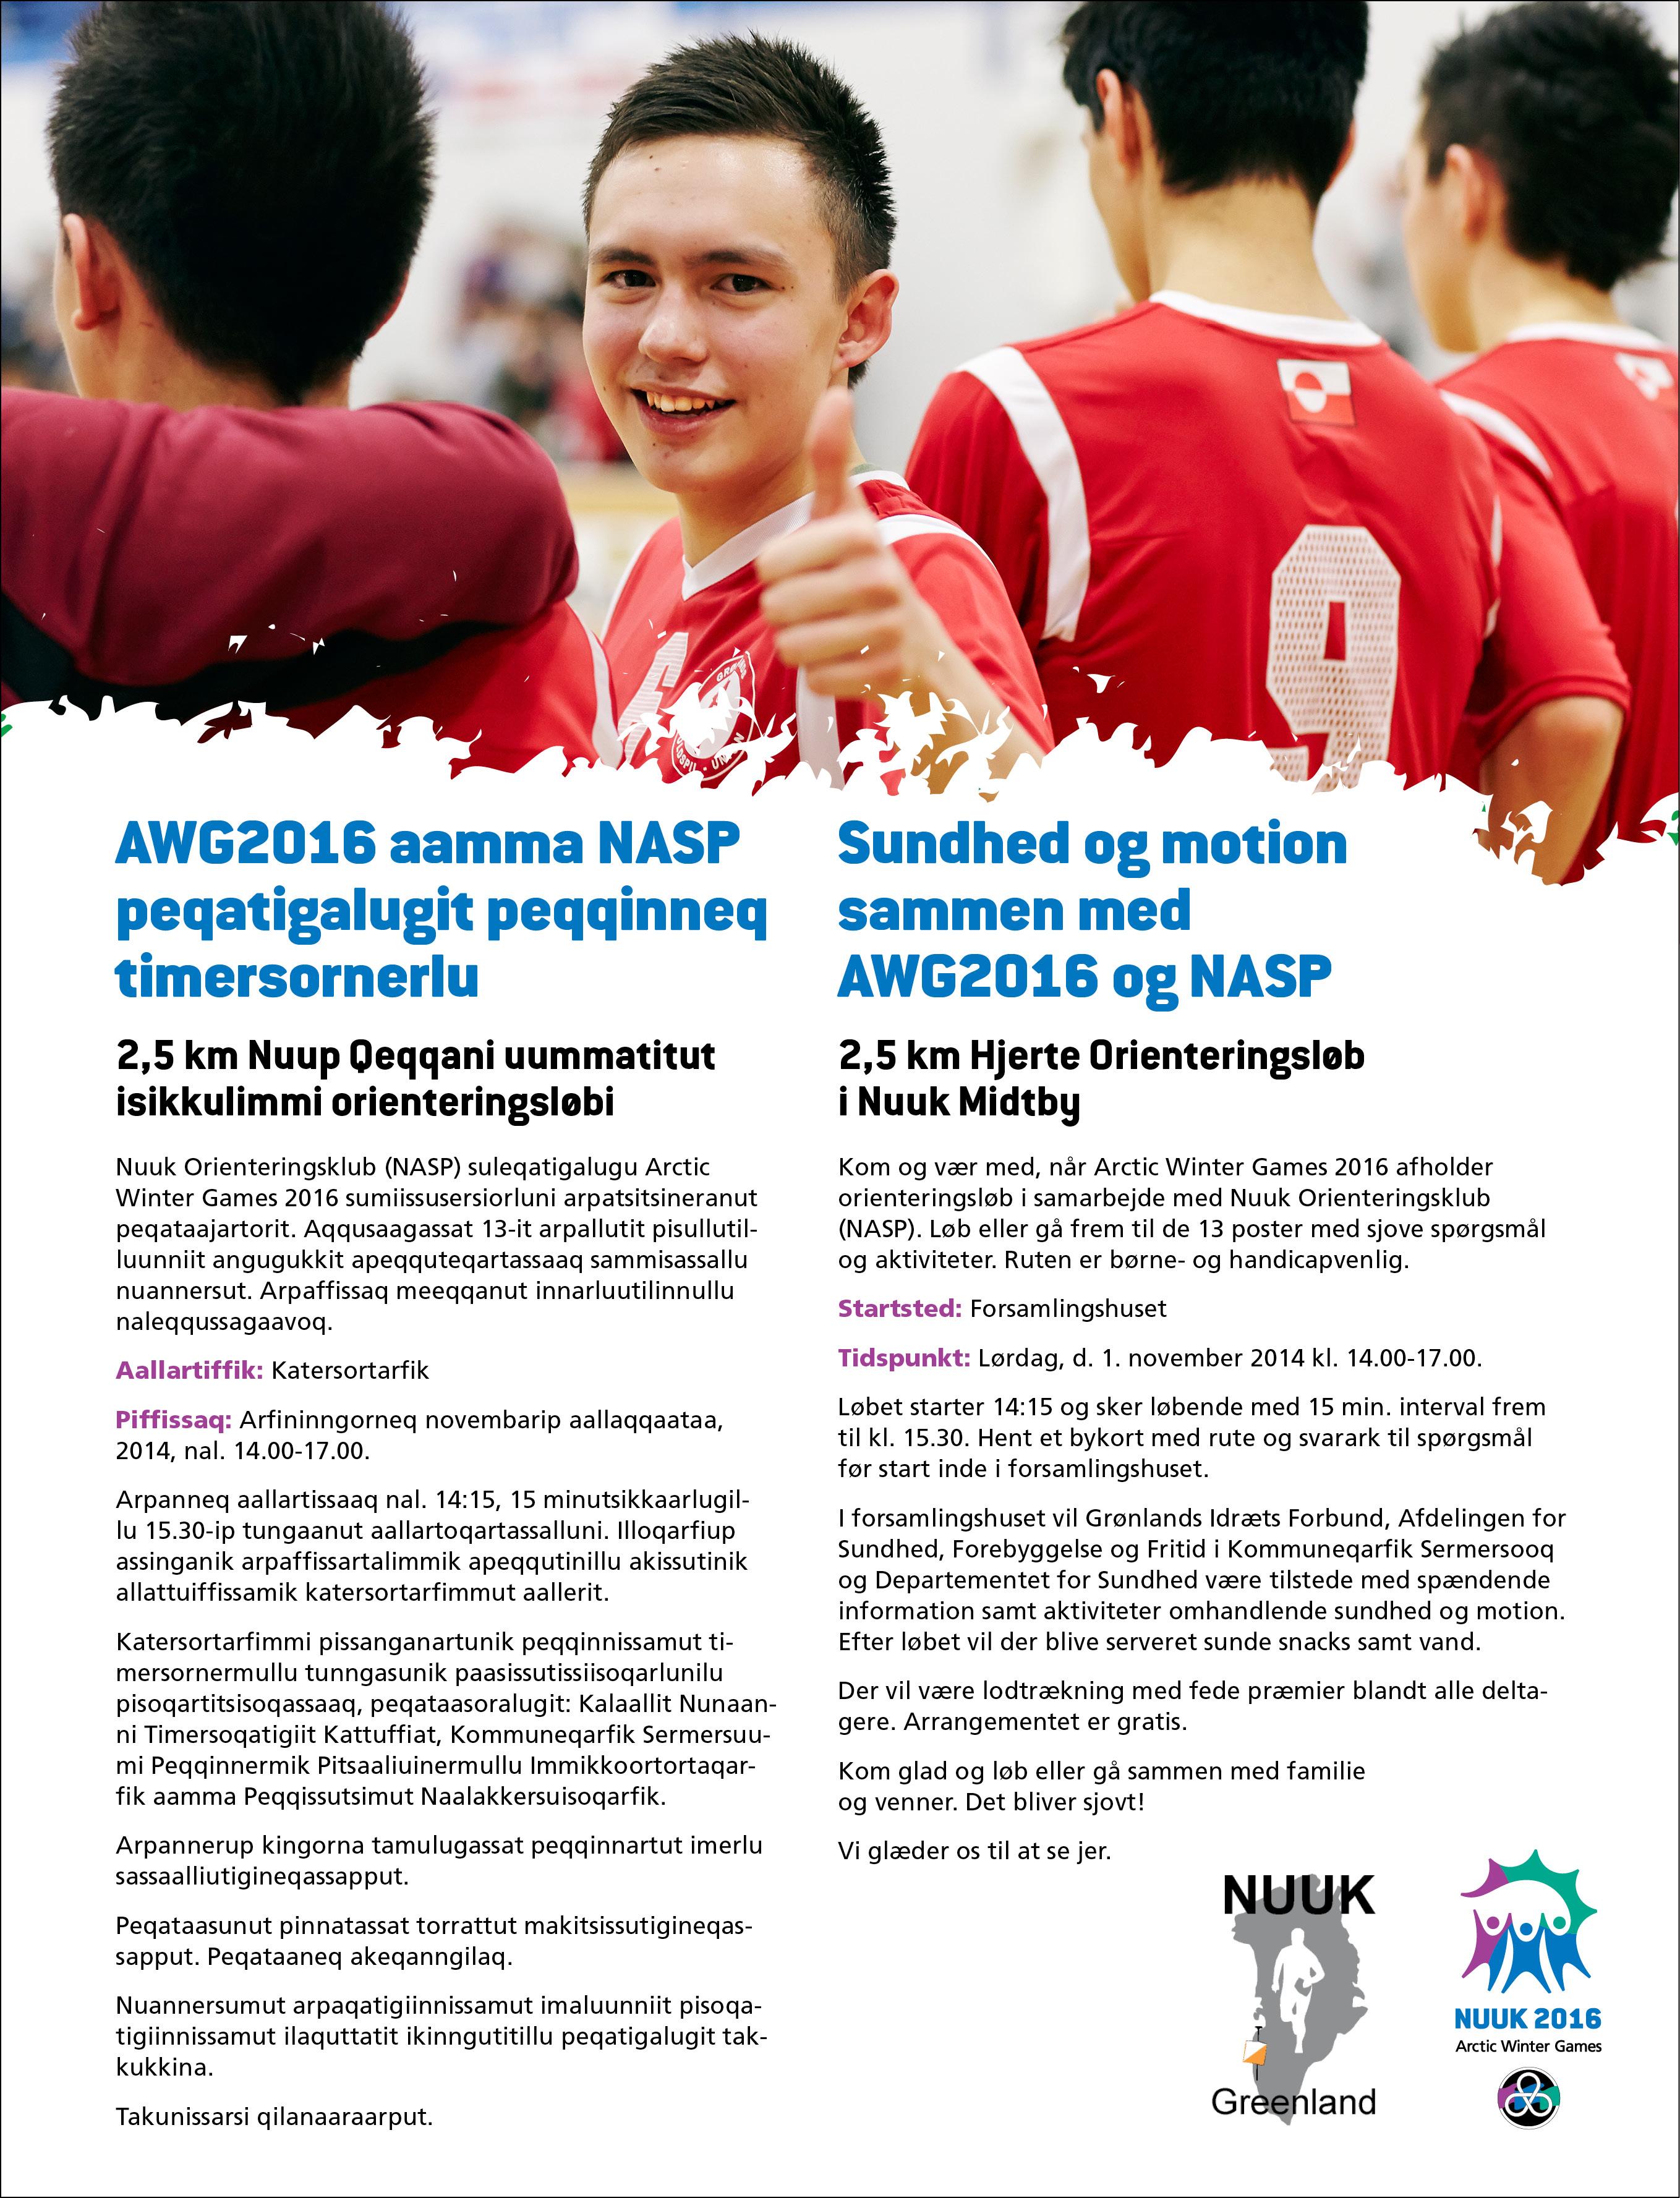 9
AWG2016 aamma NASP
peqatigalugit peqqinneq
timersornerlu
2,5 km Nuup Qeqqani uummatitut
isikkulimmi orienteringsløbi
Nuuk Orienteringsklub (NASP) suleqatigalugu Arctic
Winter Games 2016 sumiissusersiorluni arpatsitsineranut
peqataajartorit. Aqqusaagassat 13-it arpallutit pisullutil-
luunniit angugukkit apeqquteqartassaaq sammisassallu
nuannersut. Arpaffissaq meeqqanut innarluutilinnullu
naleqqussagaavoq.
Aallartiffik: Katersortarfik
Piffissaq: Arfininngorneq novembarip aallaqqaataa,
2014, nal. 14.00-17.00.
Arpanneq aallartissaaq nal. 14:15, 15 minutsikkaarlugil-
lu 15.30-ip tungaanut aallartoqartassalluni. Illoqarfiup
assinganik arpaffissartalimmik apeqqutinillu akissutinik
allattuiffissamik katersortarfimmut aallerit.
Katersortarfimmi pissanganartunik peqqinnissamut ti-
mersornermullu tunngasunik paasissutissiisoqarlunilu
pisoqartitsisoqassaaq, peqataasoralugit: Kalaallit Nunaan-
ni Timersoqatigiit Kattuffiat, Kommuneqarfik Sermersuu-
mi Peqqinnermik Pitsaaliuinermullu Immikkoortortaqar-
fik aamma Peqqissutsimut Naalakkersuisoqarfik.
Arpannerup kingorna tamulugassat peqqinnartut imerlu
sassaalliutigineqassapput.
Peqataasunut pinnatassat torrattut makitsissutigineqas-
sapput. Peqataaneq akeqanngilaq.
Nuannersumut arpaqatigiinnissamut imaluunniit pisoqa-
tigiinnissamut ilaquttatit ikinngutitillu peqatigalugit tak-
kukkina.
Takunissarsi qilanaaraarput.
Sundhed og motion
sammen med
AWG2016 og NASP
2,5 km Hjerte Orienteringsløb
i Nuuk Midtby
Kom og vær med, når Arctic Winter Games 2016 afholder
orienteringsløb i samarbejde med Nuuk Orienteringsklub
(NASP). Løb eller gå frem til de 13 poster med sjove spørgsmål
og aktiviteter. Ruten er børne- og handicapvenlig.
Startsted: Forsamlingshuset
Tidspunkt: Lørdag, d. 1. november 2014 kl. 14.00-17.00.
Løbet starter 14:15 og sker løbende med 15 min. interval frem
til kl. 15.30. Hent et bykort med rute og svarark til spørgsmål
før start inde i forsamlingshuset.
I forsamlingshuset vil Grønlands Idræts Forbund, Afdelingen for
Sundhed, Forebyggelse og Fritid i Kommuneqarfik Sermersooq
og Departementet for Sundhed være tilstede med spændende
information samt aktiviteter omhandlende sundhed og motion.
Efter løbet vil der blive serveret sunde snacks samt vand.
Der vil være lodtrækning med fede præmier blandt alle delta-
gere. Arrangementet er gratis.
Kom glad og løb eller gå sammen med familie
og venner. Det bliver sjovt!
Vi glæder os til at se jer.
NUUK
Greenland
NUUK 2016
Arctic Winter Games